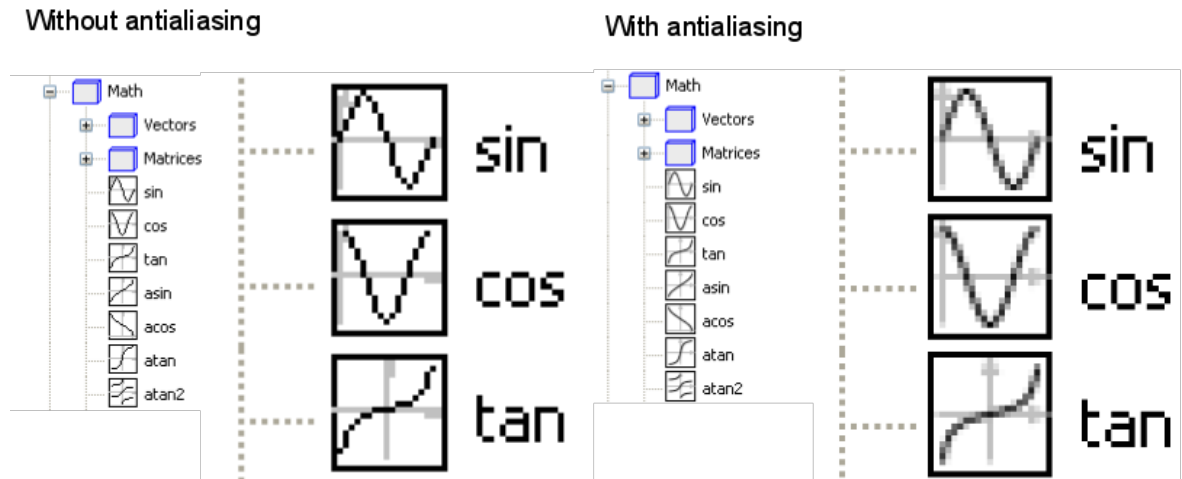 Without antialiasing
Math
Vectors
Matrices
sin
cos
tan
asin
acos
atan
atan2
sin
cos
tan
With antialiasing
Math
Vectors
Matrices
sin
cos
tan
asin
acos
atan
atan2
sin
cos
tan